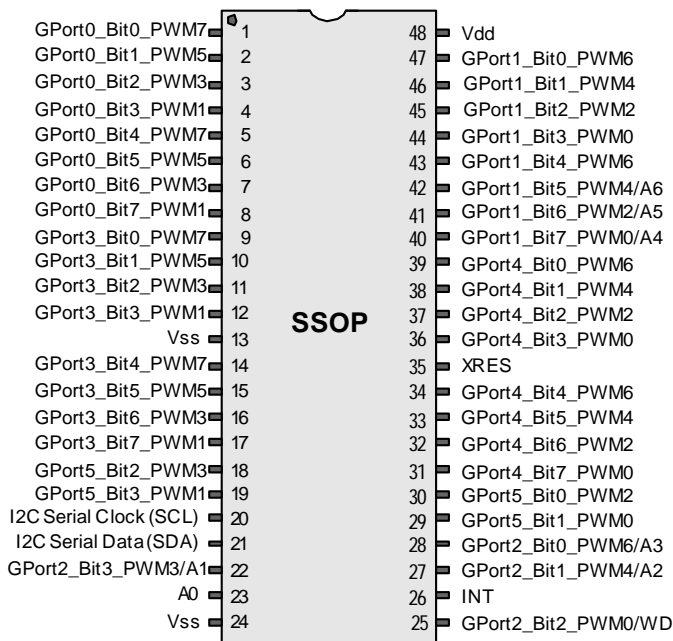 GPort0_Bit0_PWM7 1 48 Vdd
GPort0_Bit1_PWM5 2 47 GPort1_Bit0_PWM6
GPort0_Bit2_PWM3 3 46 GPort1_Bit1_PWM4
GPort0_Bit3_PWM1 4 45 GPort1_Bit2_PWM2
GPort0_Bit4_PWM7 5 44 GPort1_Bit3_PWM0
GPort0_Bit5_PWM5 6 43 GPort1_Bit4_PWM6
GPort0_Bit6_PWM3 7 42 GPort1_Bit5_PWM4/A6
GPort0_Bit7_PWM1 8 41 GPort1_Bit6_PWM2/A5
GPort3_Bit0_PWM7 9 40 GPort1_Bit7_PWM0/A4
GPort3_Bit1_PWM5 10 39 GPort4_Bit0_PWM6
GPort3_Bit2_PWM3 11 38 GPort4_Bit1_PWM4
GPort3_Bit3_PWM1 12 37 GPort4_Bit2_PWM2
SSOP
Vss 13 36 GPort4_Bit3_PWM0
GPort3_Bit4_PWM7 14 35 XRES
GPort3_Bit5_PWM5 15 34 GPort4_Bit4_PWM6
GPort3_Bit6_PWM3 16 33 GPort4_Bit5_PWM4
GPort3_Bit7_PWM1 17 32 GPort4_Bit6_PWM2
GPort5_Bit2_PWM3 18 31 GPort4_Bit7_PWM0
GPort5_Bit3_PWM1 19 30 GPort5_Bit0_PWM2
I2C Serial Clock (SCL) 20 29 GPort5_Bit1_PWM0
I2C Serial Data (SDA) 21 28 GPort2_Bit0_PWM6/A3
GPort2_Bit3_PWM3/A1 22 27 GPort2_Bit1_PWM4/A2
A0 23 26 INT
Vss 24 25 GPort2_Bit2_PWM0/WD